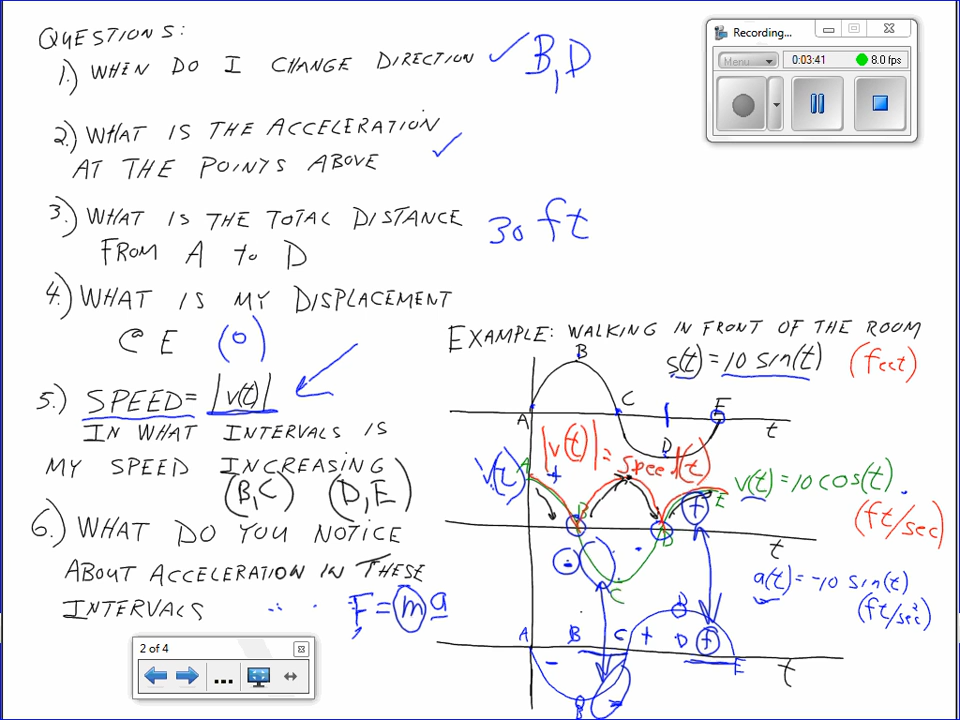 QUESTIONS:
1.) WHEN DO I CHANGE DIRECTION ✓ B, D
2.) WHAT IS THE ACCELERATION
AT THE POINTS ABOVE ✓
3.) WHAT IS THE TOTAL DISTANCE 30 ft
FROM A to D
4.) WHAT IS MY DISPLACEMENT
@ E (0)
5.) SPEED= |v(t)|
IN WHAT INTERVALS IS
MY SPEED INCREASING
(B,C) (D,E)
6.) WHAT DO YOU NOTICE
ABOUT ACCELERATION IN THESE
INTERVALS F = m a
Recording...
Menu 00:03:41 8.0 fps
EXAMPLE: WALKING IN FRONT OF THE ROOM
s(t) = 10 sin(t) (feet)
A B C D E t
|v(t)| = speed(t)
v(t) + v(t) = 10 cos(t)
(ft/sec)
A B C D E t
- +
a(t) = -10 sin(t)
(ft/sec²)
A B C + D + E t
- B - D
2 of 4
...